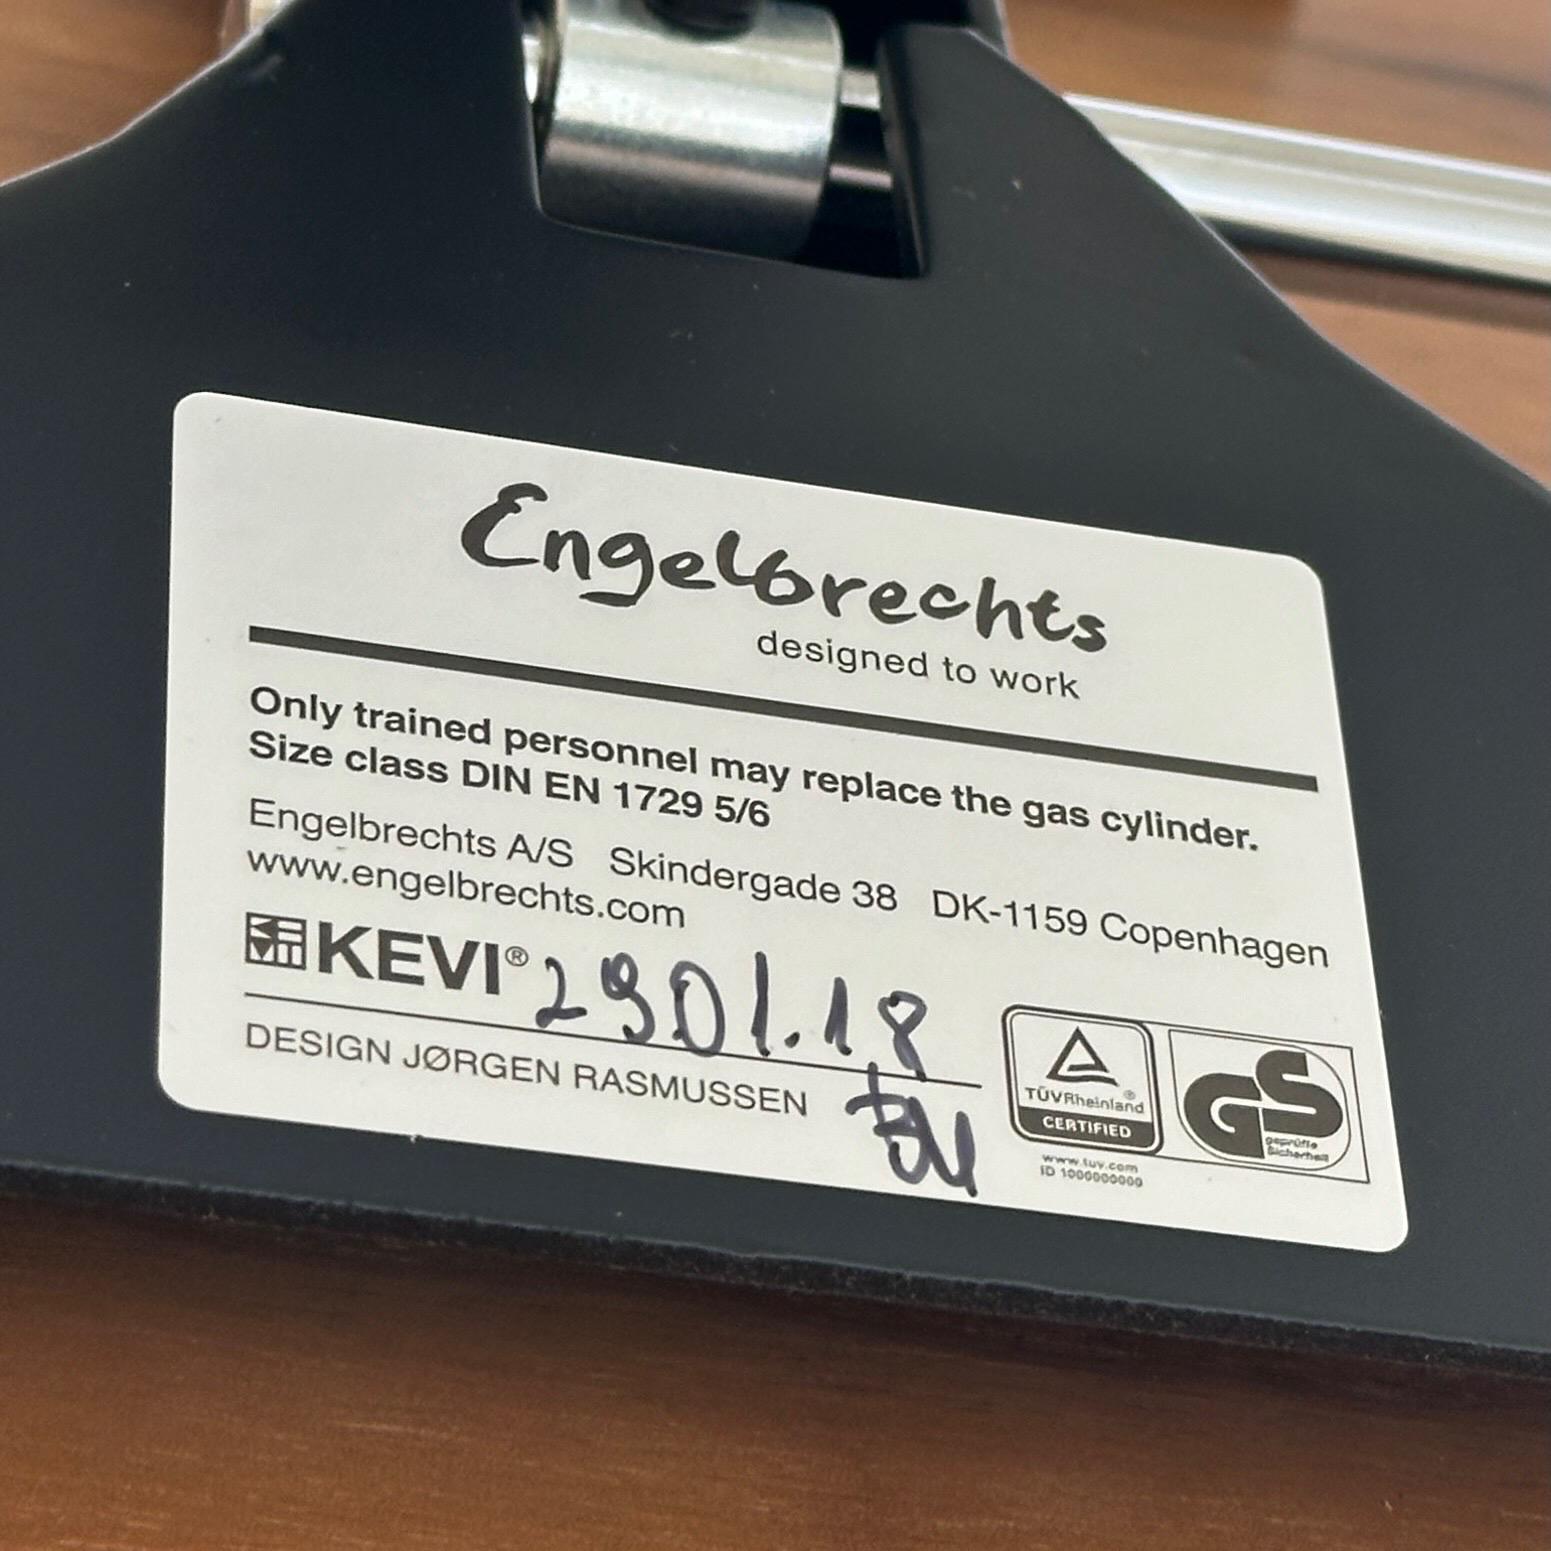 Engelbrechts
designed to work
Only trained personnel may replace the gas cylinder.
Size class DIN EN 1729 5/6
Engelbrechts A/S Skindergade 38 DK-1159 Copenhagen
www.engelbrechts.com
KEVI® 2901.18
DESIGN JØRGEN RASMUSSEN
TÜVRheinland®
CERTIFIED
www.tuv.com
ID 1000000000
GS
geprüfte
Sicherheit